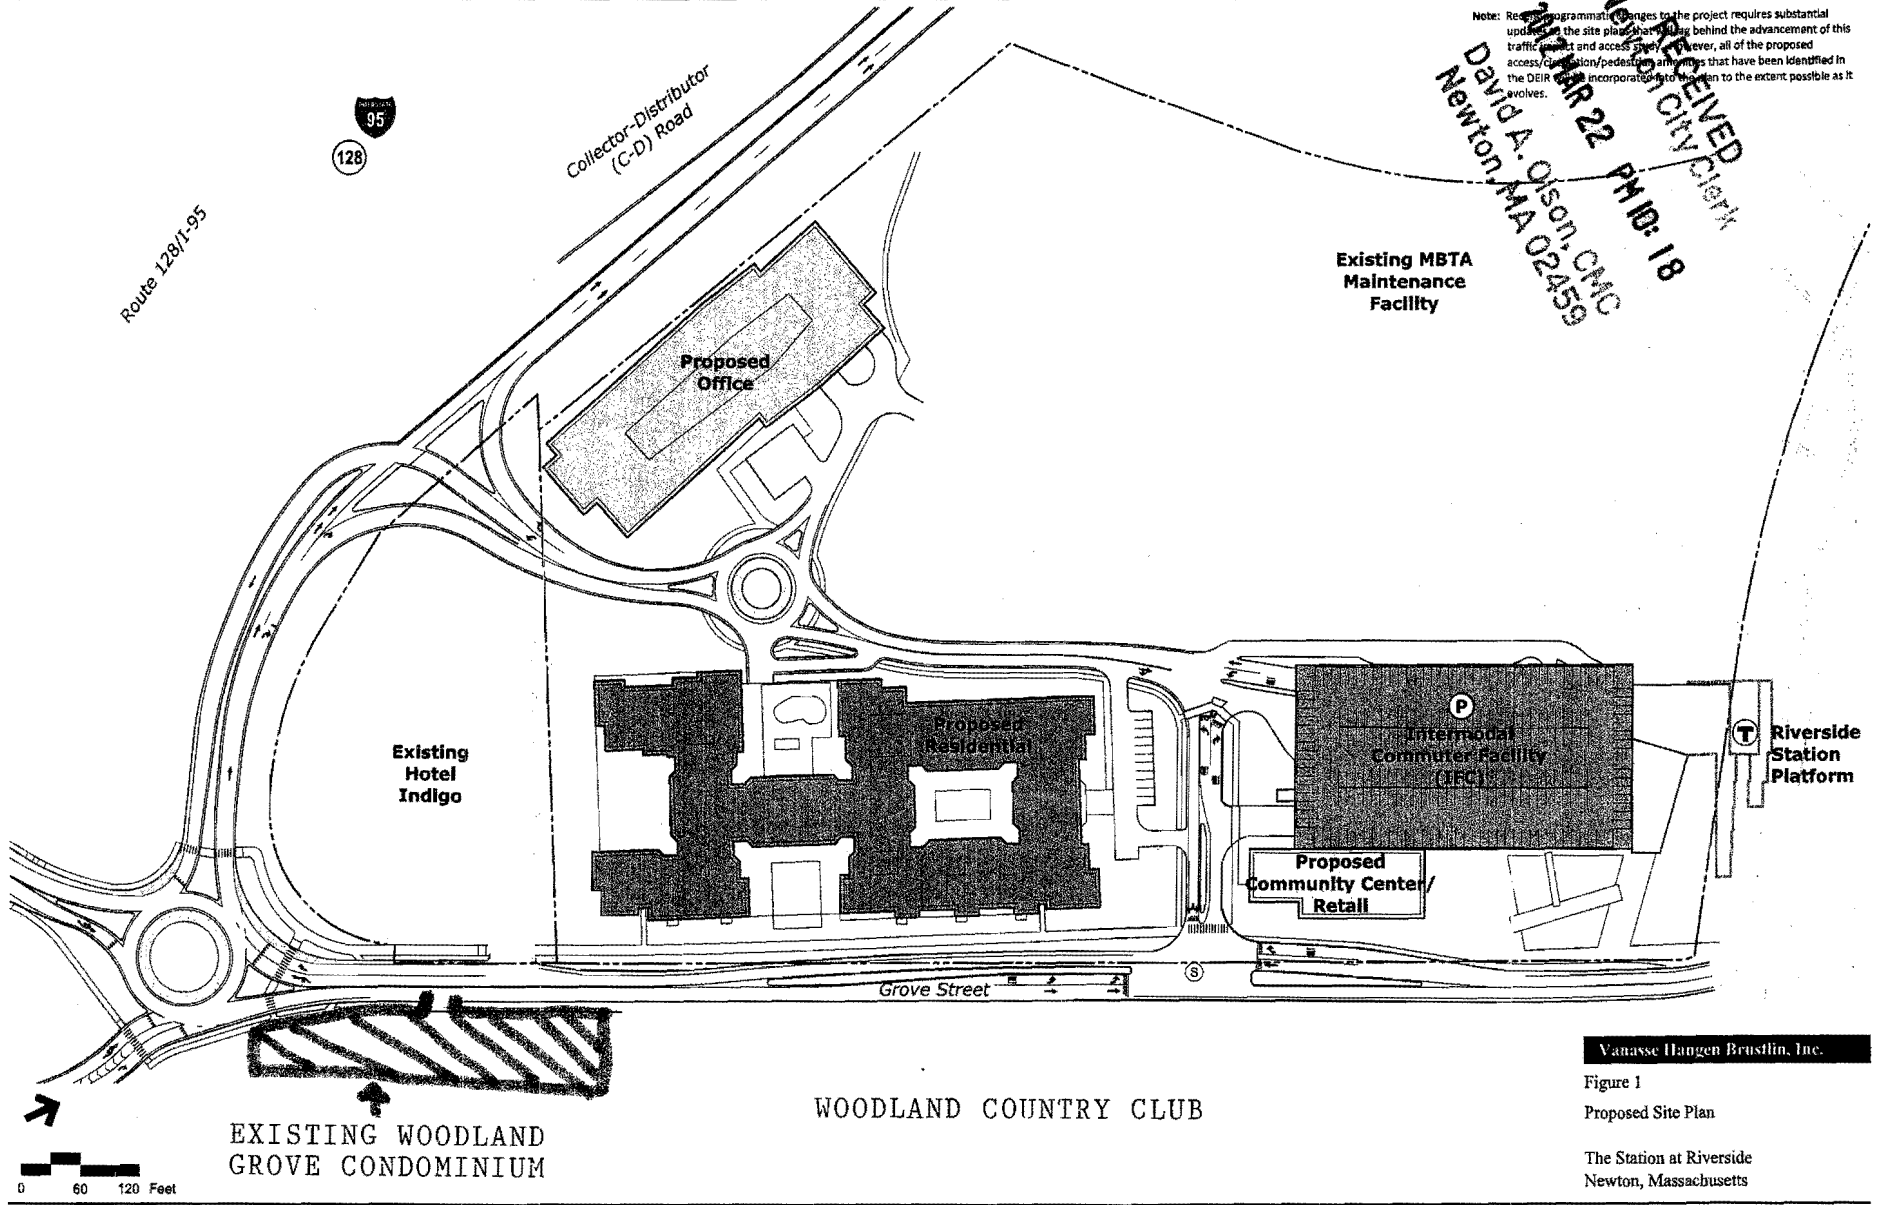 Note: Recent programmatic changes to the project requires substantial
updates to the site plans that will lag behind the advancement of this
traffic impact and access study. However, all of the proposed
access/circulation/pedestrian amenities that have been identified in
the DEIR will be incorporated into the plan to the extent possible as it
evolves.
RECEIVED
Newton City Clerk
2012 MAR 22 PM 10: 18
David A. Olson, CMC
Newton, MA 02459
INTERSTATE
95
128
Collector-Distributor
(C-D) Road
Route 128/I-95
Existing MBTA
Maintenance
Facility
Proposed
Office
Existing
Hotel
Indigo
Proposed
Residential
P
Intermodal
Commuter Facility
(IFC)
T
Riverside
Station
Platform
Proposed
Community Center/
Retail
S
Grove Street
EXISTING WOODLAND
GROVE CONDOMINIUM
WOODLAND COUNTRY CLUB
0 60 120 Feet
Vanasse Hangen Brustlin, Inc.
Figure 1
Proposed Site Plan
The Station at Riverside
Newton, Massachusetts